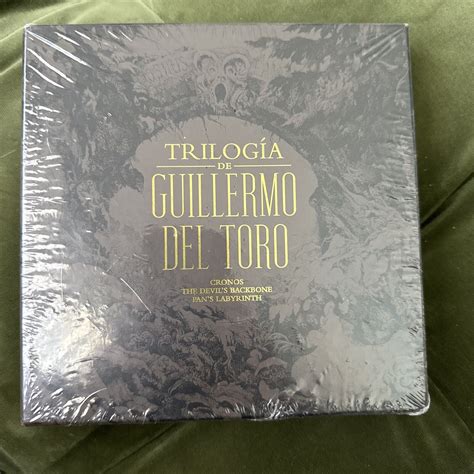 TRILOGÍA
DE
GUILLERMO
DEL TORO
CRONOS
THE DEVIL'S BACKBONE
PAN'S LABYRINTH